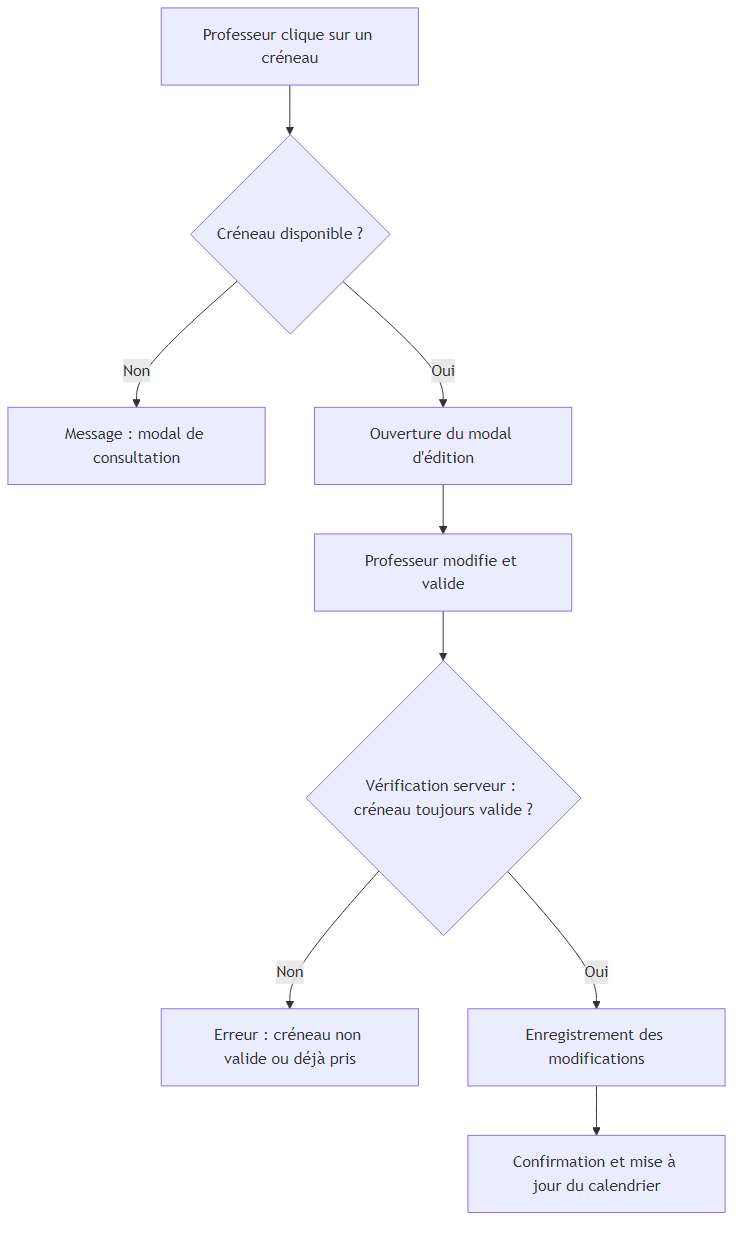 Professeur clique sur un
créneau
Créneau disponible ?
Non
Oui
Message : modal de
consultation
Ouverture du modal
d'édition
Professeur modifie et
valide
Vérification serveur :
créneau toujours valide ?
Non
Oui
Erreur : créneau non
valide ou déjà pris
Enregistrement des
modifications
Confirmation et mise à
jour du calendrier